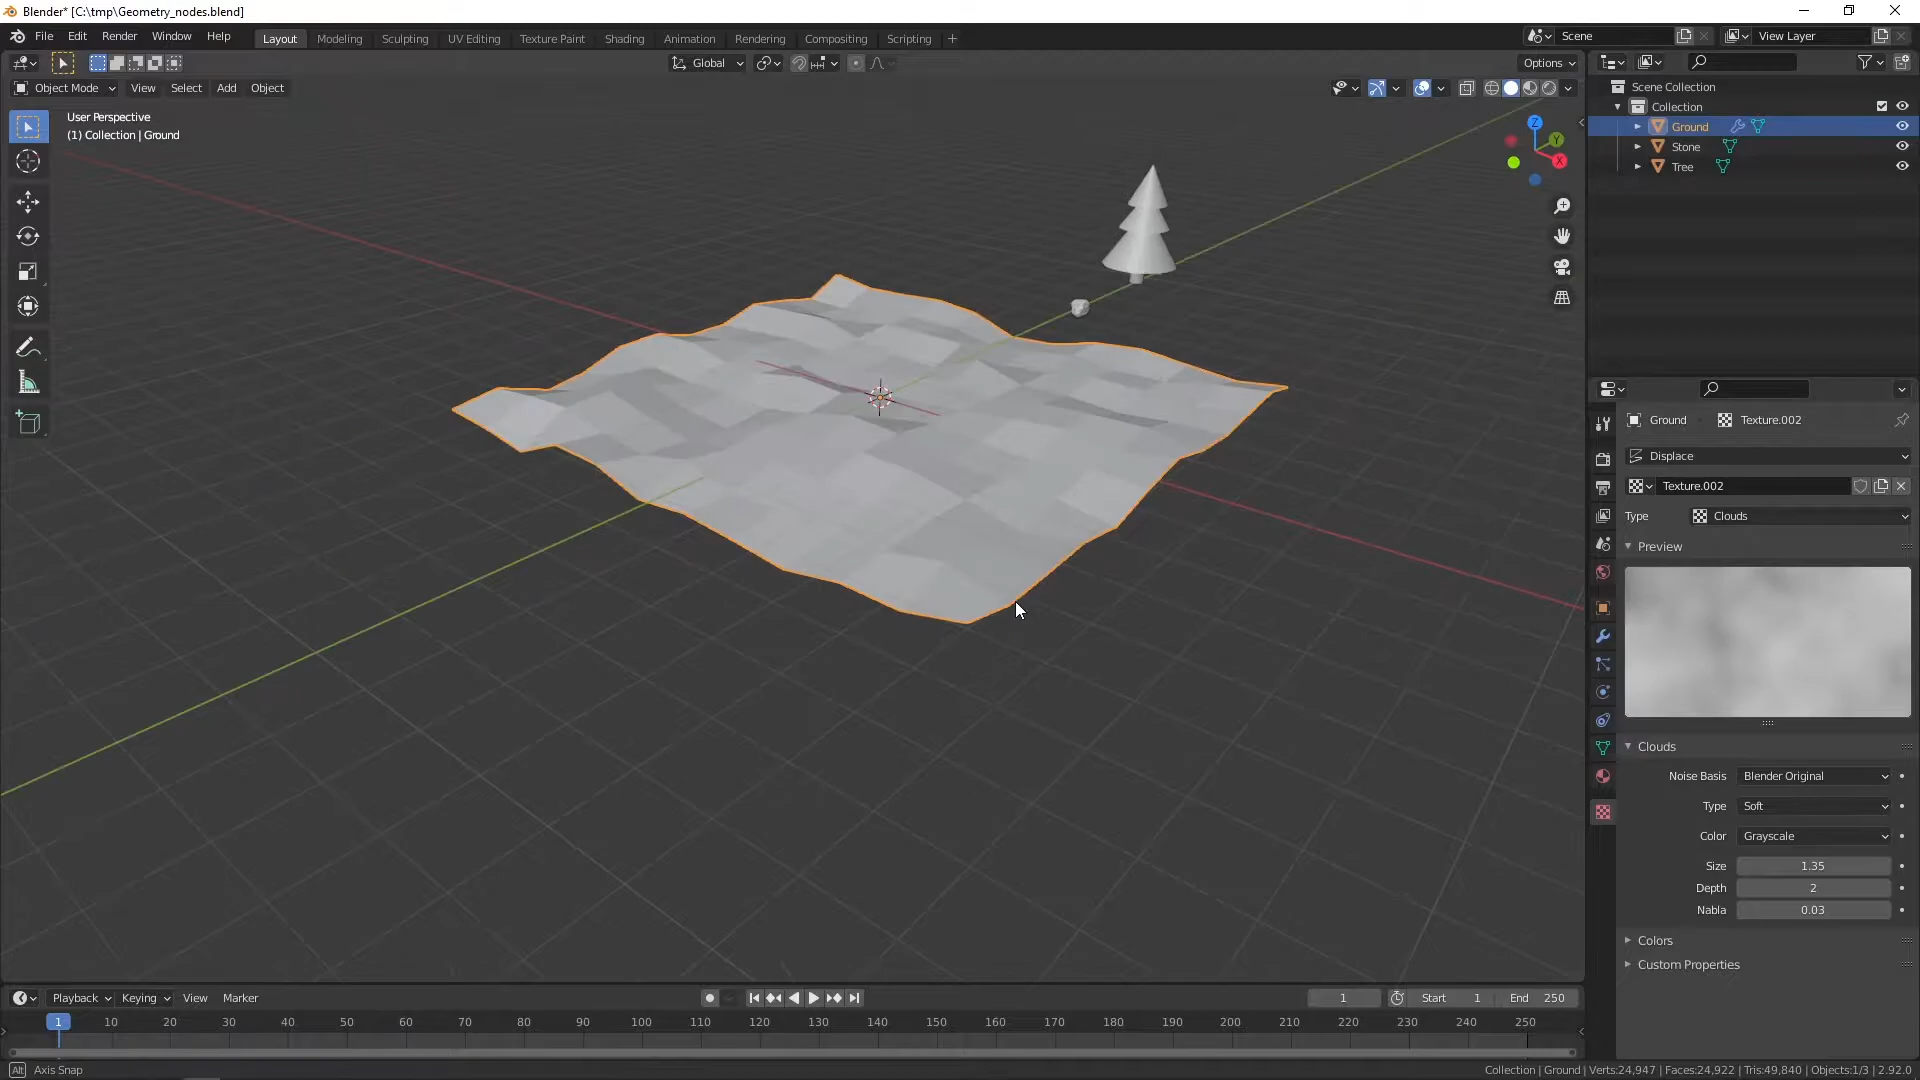 Blender* [C:\tmp\Geometry_nodes.blend]
File Edit Render Window Help Layout Modeling Sculpting UV Editing Texture Paint Shading Animation Rendering Compositing Scripting + Scene View Layer
Global Options
Object Mode View Select Add Object
User Perspective
(1) Collection | Ground
Z
Y
X
Scene Collection
Collection
Ground
Stone
Tree
Ground Texture.002
Displace
Texture.002
Type Clouds
Preview
Clouds
Noise Basis Blender Original
Type Soft
Color Grayscale
Size 1.35
Depth 2
Nabla 0.03
Colors
Custom Properties
Playback Keying View Marker 1 Start 1 End 250
1 10 20 30 40 50 60 70 80 90 100 110 120 130 140 150 160 170 180 190 200 210 220 230 240 250
Alt Axis Snap Collection | Ground | Verts:24,947 | Faces:24,922 | Tris:49,840 | Objects:1/3 | 2.92.0